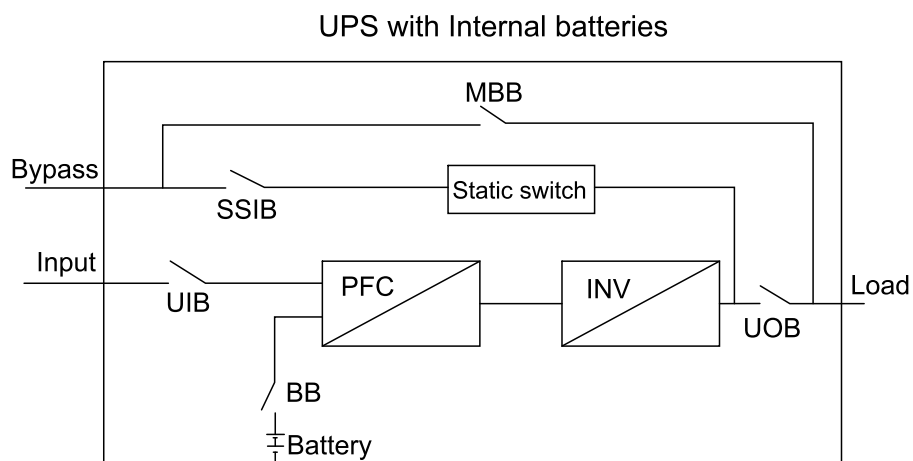 UPS with Internal batteries
MBB
Bypass
Static switch
SSIB
Input
PFC
INV
Load
UIB
UOB
BB
Battery